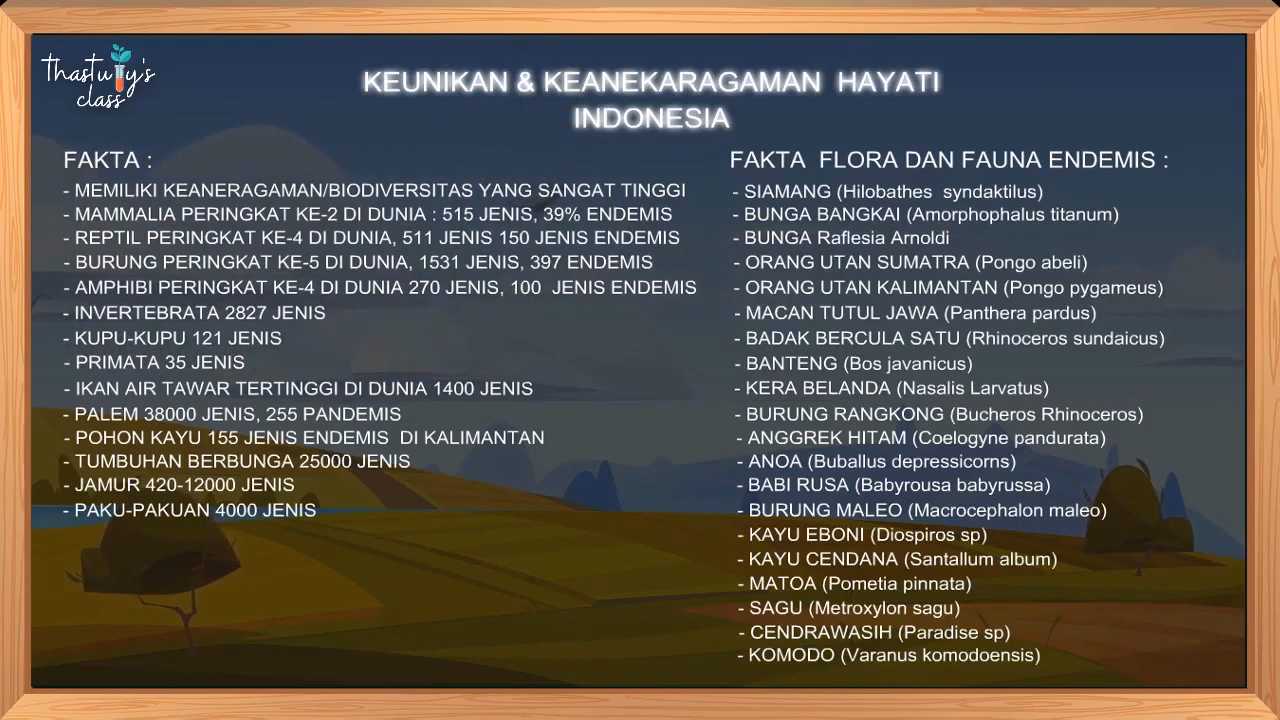 Thastuty's
class
KEUNIKAN & KEANEKARAGAMAN HAYATI
INDONESIA
FAKTA :
- MEMILIKI KEANERAGAMAN/BIODIVERSITAS YANG SANGAT TINGGI
- MAMMALIA PERINGKAT KE-2 DI DUNIA : 515 JENIS, 39% ENDEMIS
- REPTIL PERINGKAT KE-4 DI DUNIA, 511 JENIS 150 JENIS ENDEMIS
- BURUNG PERINGKAT KE-5 DI DUNIA, 1531 JENIS, 397 ENDEMIS
- AMPHIBI PERINGKAT KE-4 DI DUNIA 270 JENIS, 100 JENIS ENDEMIS
- INVERTEBRATA 2827 JENIS
- KUPU-KUPU 121 JENIS
- PRIMATA 35 JENIS
- IKAN AIR TAWAR TERTINGGI DI DUNIA 1400 JENIS
- PALEM 38000 JENIS, 255 PANDEMIS
- POHON KAYU 155 JENIS ENDEMIS DI KALIMANTAN
- TUMBUHAN BERBUNGA 25000 JENIS
- JAMUR 420-12000 JENIS
- PAKU-PAKUAN 4000 JENIS
FAKTA FLORA DAN FAUNA ENDEMIS :
- SIAMANG (Hilobathes syndaktilus)
- BUNGA BANGKAI (Amorphophalus titanum)
- BUNGA Raflesia Arnoldi
- ORANG UTAN SUMATRA (Pongo abeli)
- ORANG UTAN KALIMANTAN (Pongo pygameus)
- MACAN TUTUL JAWA (Panthera pardus)
- BADAK BERCULA SATU (Rhinoceros sundaicus)
- BANTENG (Bos javanicus)
- KERA BELANDA (Nasalis Larvatus)
- BURUNG RANGKONG (Bucheros Rhinoceros)
- ANGGREK HITAM (Coelogyne pandurata)
- ANOA (Buballus depressicorns)
- BABI RUSA (Babyrousa babyrussa)
- BURUNG MALEO (Macrocephalon maleo)
- KAYU EBONI (Diospiros sp)
- KAYU CENDANA (Santallum album)
- MATOA (Pometia pinnata)
- SAGU (Metroxylon sagu)
- CENDRAWASIH (Paradise sp)
- KOMODO (Varanus komodoensis)